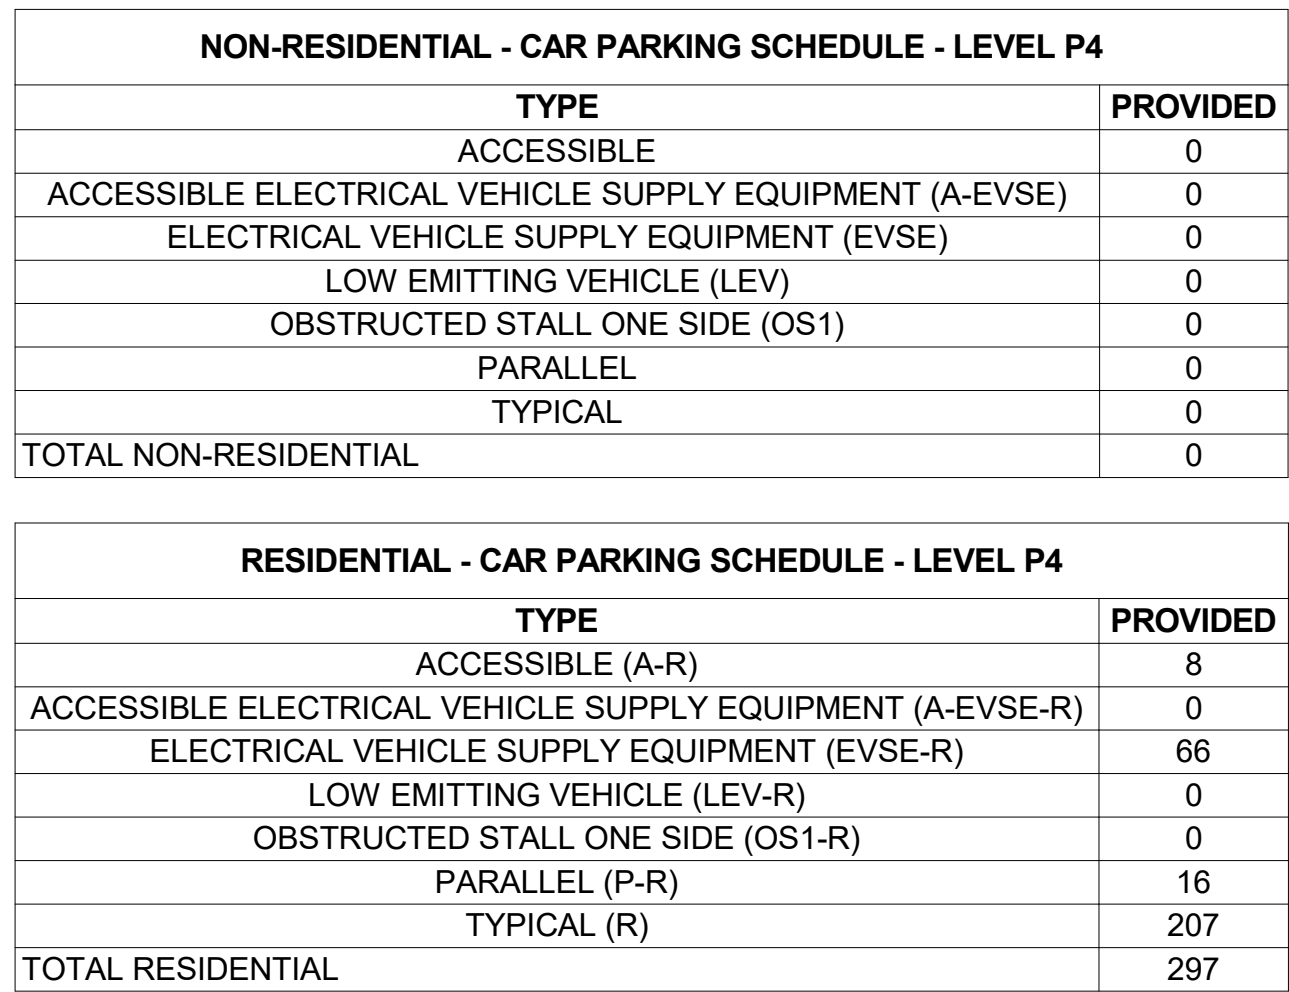 NON-RESIDENTIAL - CAR PARKING SCHEDULE - LEVEL P4
TYPE PROVIDED
ACCESSIBLE 0
ACCESSIBLE ELECTRICAL VEHICLE SUPPLY EQUIPMENT (A-EVSE) 0
ELECTRICAL VEHICLE SUPPLY EQUIPMENT (EVSE) 0
LOW EMITTING VEHICLE (LEV) 0
OBSTRUCTED STALL ONE SIDE (OS1) 0
PARALLEL 0
TYPICAL 0
TOTAL NON-RESIDENTIAL 0
RESIDENTIAL - CAR PARKING SCHEDULE - LEVEL P4
TYPE PROVIDED
ACCESSIBLE (A-R) 8
ACCESSIBLE ELECTRICAL VEHICLE SUPPLY EQUIPMENT (A-EVSE-R) 0
ELECTRICAL VEHICLE SUPPLY EQUIPMENT (EVSE-R) 66
LOW EMITTING VEHICLE (LEV-R) 0
OBSTRUCTED STALL ONE SIDE (OS1-R) 0
PARALLEL (P-R) 16
TYPICAL (R) 207
TOTAL RESIDENTIAL 297